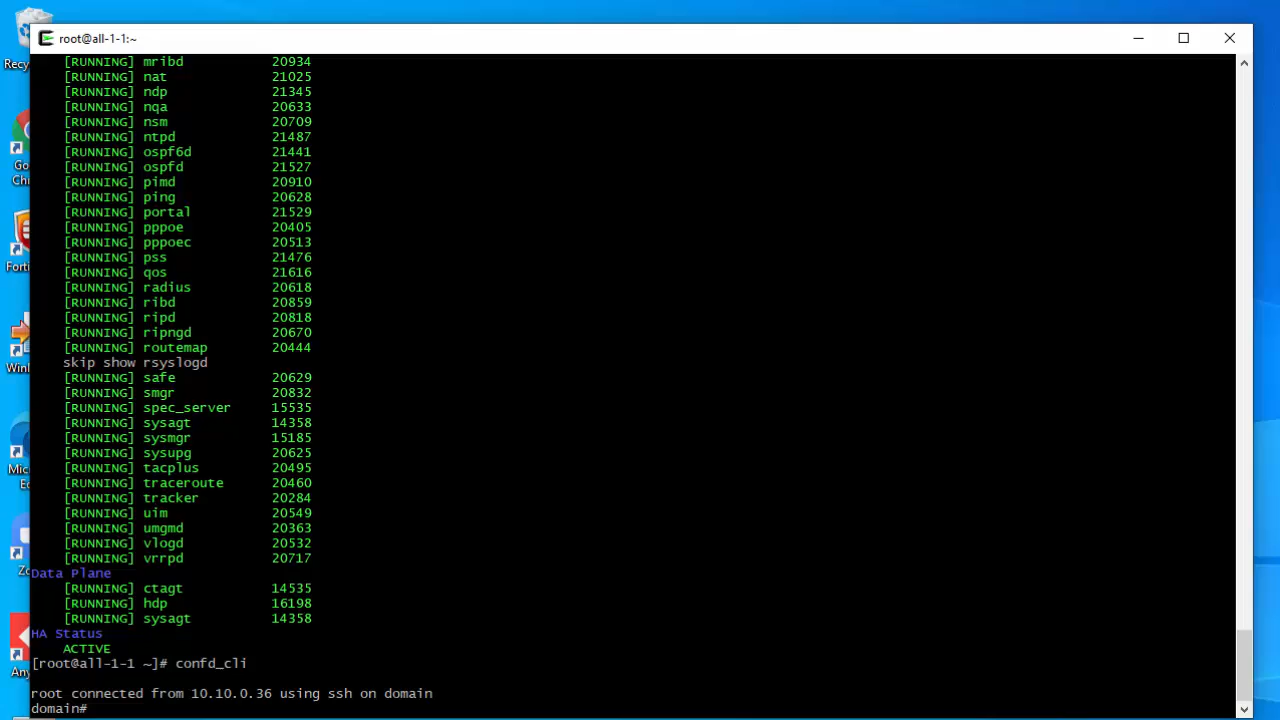 root@all-1-1:~
Recy
[RUNNING] mribd 20934
[RUNNING] nat 21025
[RUNNING] ndp 21345
[RUNNING] nqa 20633
[RUNNING] nsm 20709
[RUNNING] ntpd 21487
[RUNNING] ospf6d 21441
Go
[RUNNING] ospfd 21527
Chr
[RUNNING] pimd 20910
[RUNNING] ping 20628
[RUNNING] portal 21529
[RUNNING] pppoe 20405
[RUNNING] pppoec 20513
[RUNNING] pss 21476
Forti
[RUNNING] qos 21616
[RUNNING] radius 20618
[RUNNING] ribd 20859
[RUNNING] ripd 20818
[RUNNING] ripngd 20670
[RUNNING] routemap 20444
skip show rsyslogd
Win
[RUNNING] safe 20629
[RUNNING] smgr 20832
[RUNNING] spec_server 15535
[RUNNING] sysagt 14358
[RUNNING] sysmgr 15185
[RUNNING] sysupg 20625
Mic
[RUNNING] tacplus 20495
[RUNNING] traceroute 20460
[RUNNING] tracker 20284
[RUNNING] uim 20549
[RUNNING] umgmd 20363
[RUNNING] vlogd 20532
[RUNNING] vrrpd 20717
Data Plane
[RUNNING] ctagt 14535
[RUNNING] hdp 16198
[RUNNING] sysagt 14358
HA Status
ACTIVE
[root@all-1-1 ~]# confd_cli
Any
root connected from 10.10.0.36 using ssh on domain
domain#